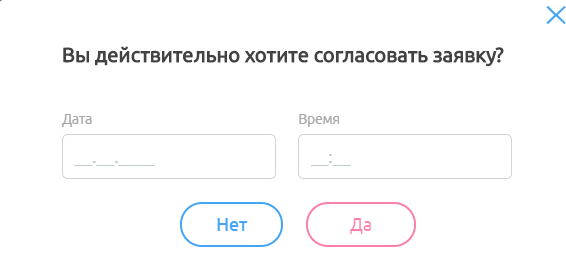 Вы действительно хотите согласовать заявку?
Дата Время
__.__.____ __:__
Нет Да